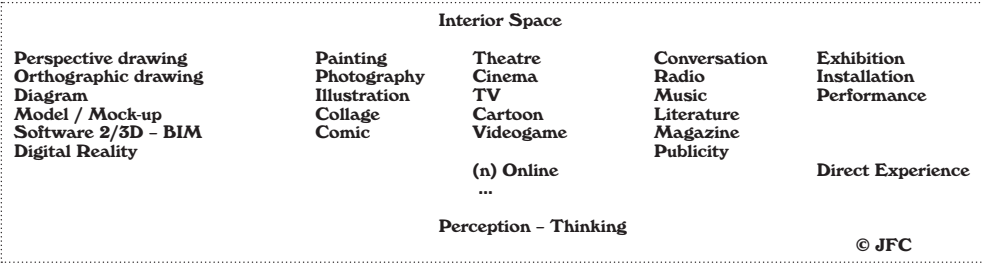 Interior Space
Perspective drawing Painting Theatre Conversation Exhibition
Orthographic drawing Photography Cinema Radio Installation
Diagram Illustration TV Music Performance
Model / Mock-up Collage Cartoon Literature
Software 2/3D – BIM Comic Videogame Magazine
Digital Reality Publicity
(n) Online Direct Experience
...
Perception – Thinking
© JFC